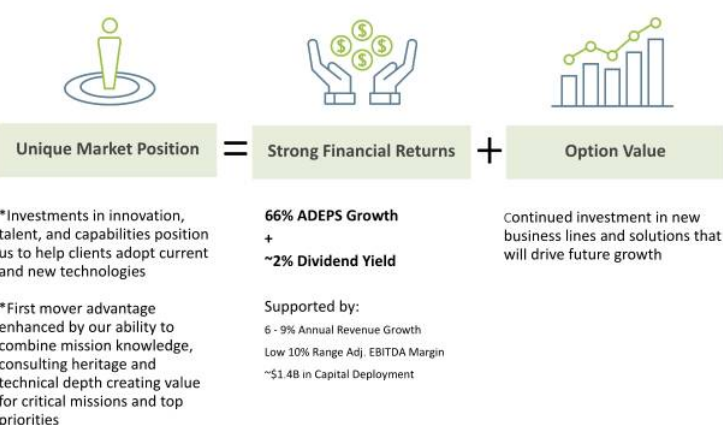 Unique Market Position = Strong Financial Returns + Option Value
*Investments in innovation,
talent, and capabilities position
us to help clients adopt current
and new technologies
*First mover advantage
enhanced by our ability to
combine mission knowledge,
consulting heritage and
technical depth creating value
for critical missions and top
priorities
66% ADEPS Growth
+
~2% Dividend Yield
Supported by:
6 - 9% Annual Revenue Growth
Low 10% Range Adj. EBITDA Margin
~$1.4B in Capital Deployment
Continued investment in new
business lines and solutions that
will drive future growth